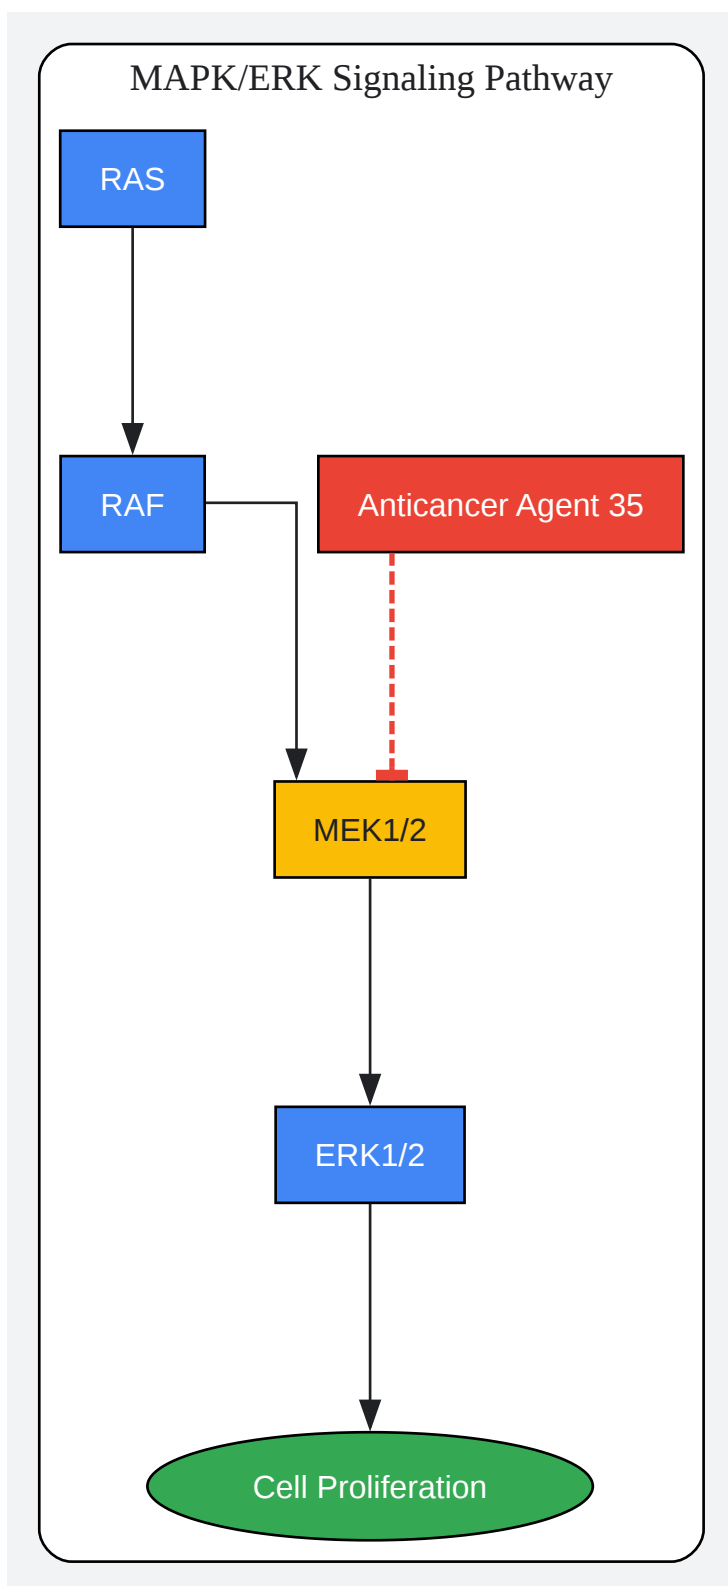 MAPK/ERK Signaling Pathway
RAS
RAF
Anticancer Agent 35
MEK1/2
ERK1/2
Cell Proliferation